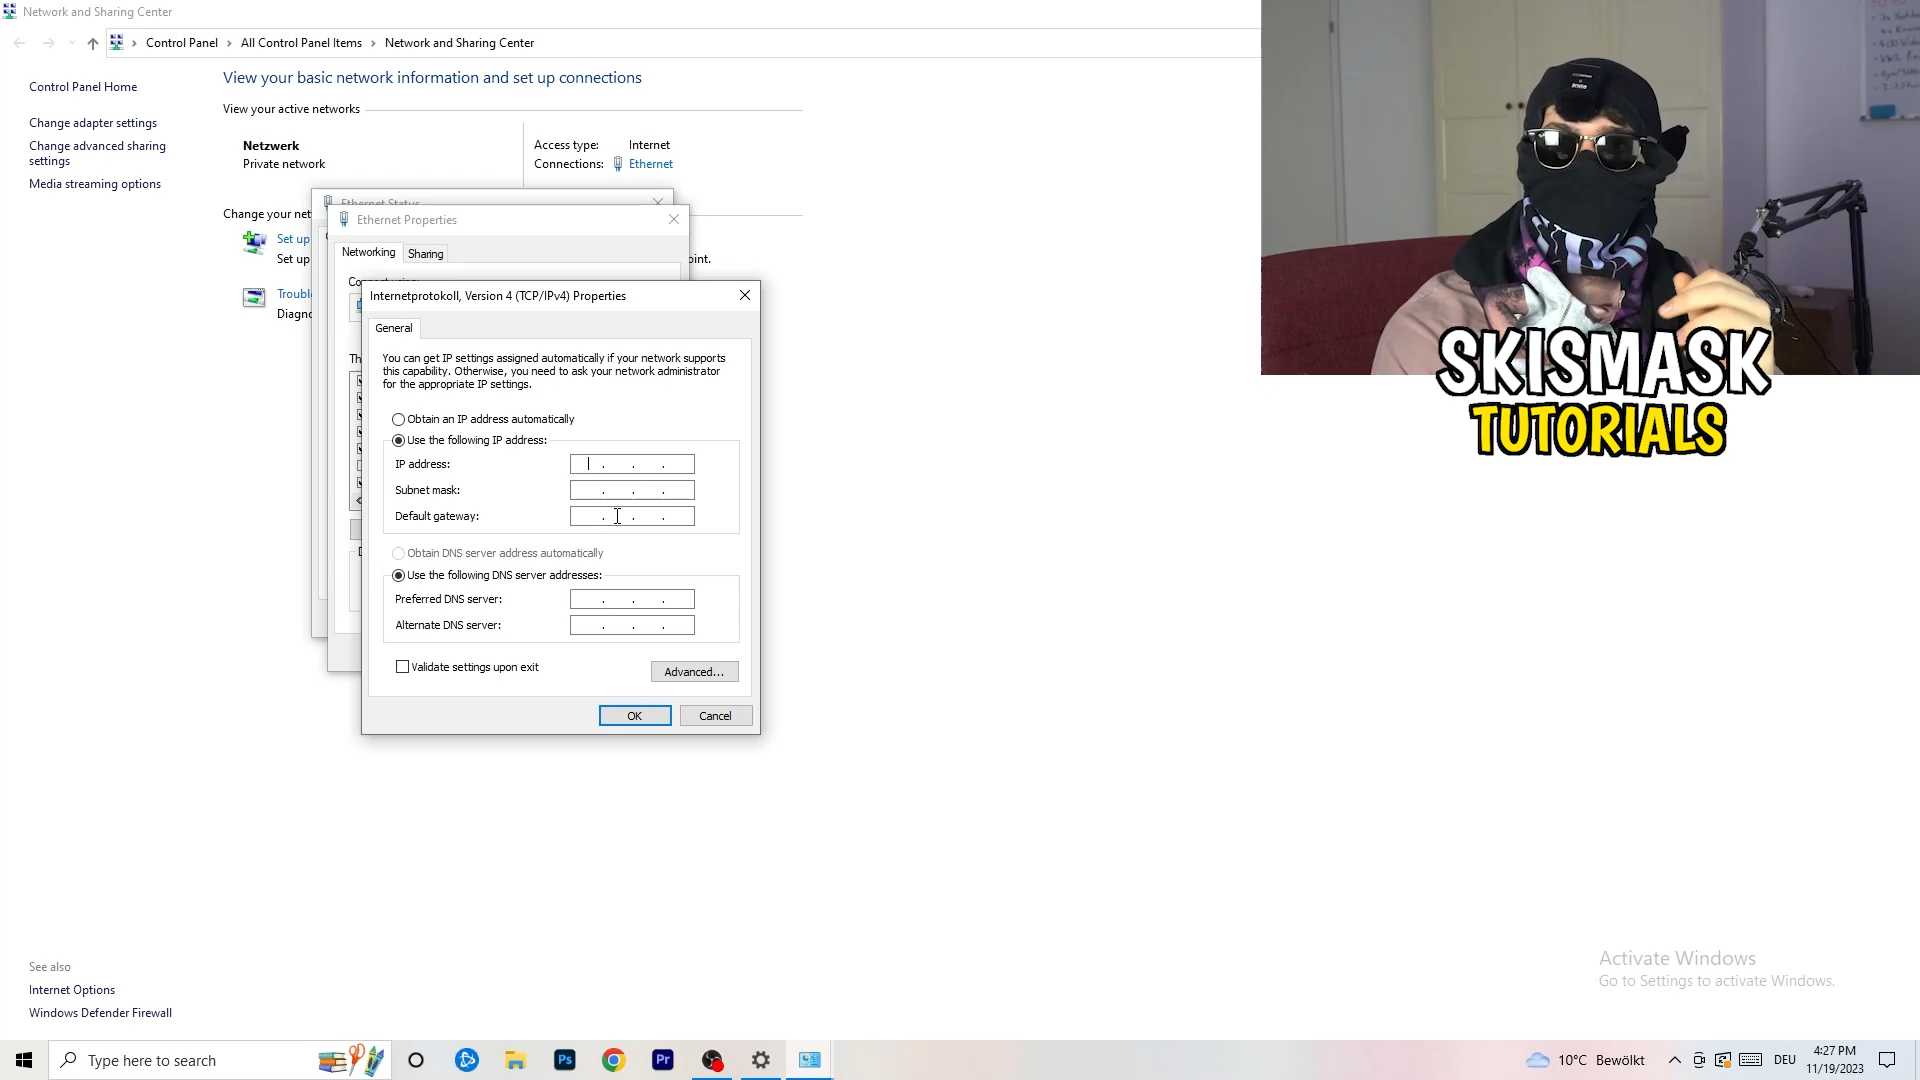 Network and Sharing Center
Control Panel › All Control Panel Items › Network and Sharing Center
Control Panel Home
Change adapter settings
Change advanced sharing
settings
Media streaming options
View your basic network information and set up connections
View your active networks
Netzwerk
Private network
Access type: Internet
Connections: Ethernet
Change your net
Set up
Set up
oint.
Troubl
Diagno
Ethernet Status
Ethernet Properties
Networking
Sharing
Internetprotokoll, Version 4 (TCP/IPv4) Properties
General
You can get IP settings assigned automatically if your network supports
this capability. Otherwise, you need to ask your network administrator
for the appropriate IP settings.
Obtain an IP address automatically
Use the following IP address:
IP address:
Subnet mask:
Default gateway:
Obtain DNS server address automatically
Use the following DNS server addresses:
Preferred DNS server:
Alternate DNS server:
Validate settings upon exit
Advanced...
OK
Cancel
SKISMASK
TUTORIALS
See also
Internet Options
Windows Defender Firewall
Activate Windows
Go to Settings to activate Windows.
Type here to search
Ps
Pr
10°C Bewölkt
DEU
4:27 PM
11/19/2023